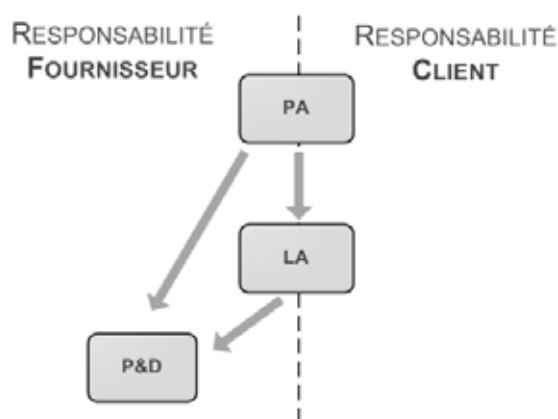 RESPONSABILITÉ
FOURNISSEUR
RESPONSABILITÉ
CLIENT
PA
LA
P&D